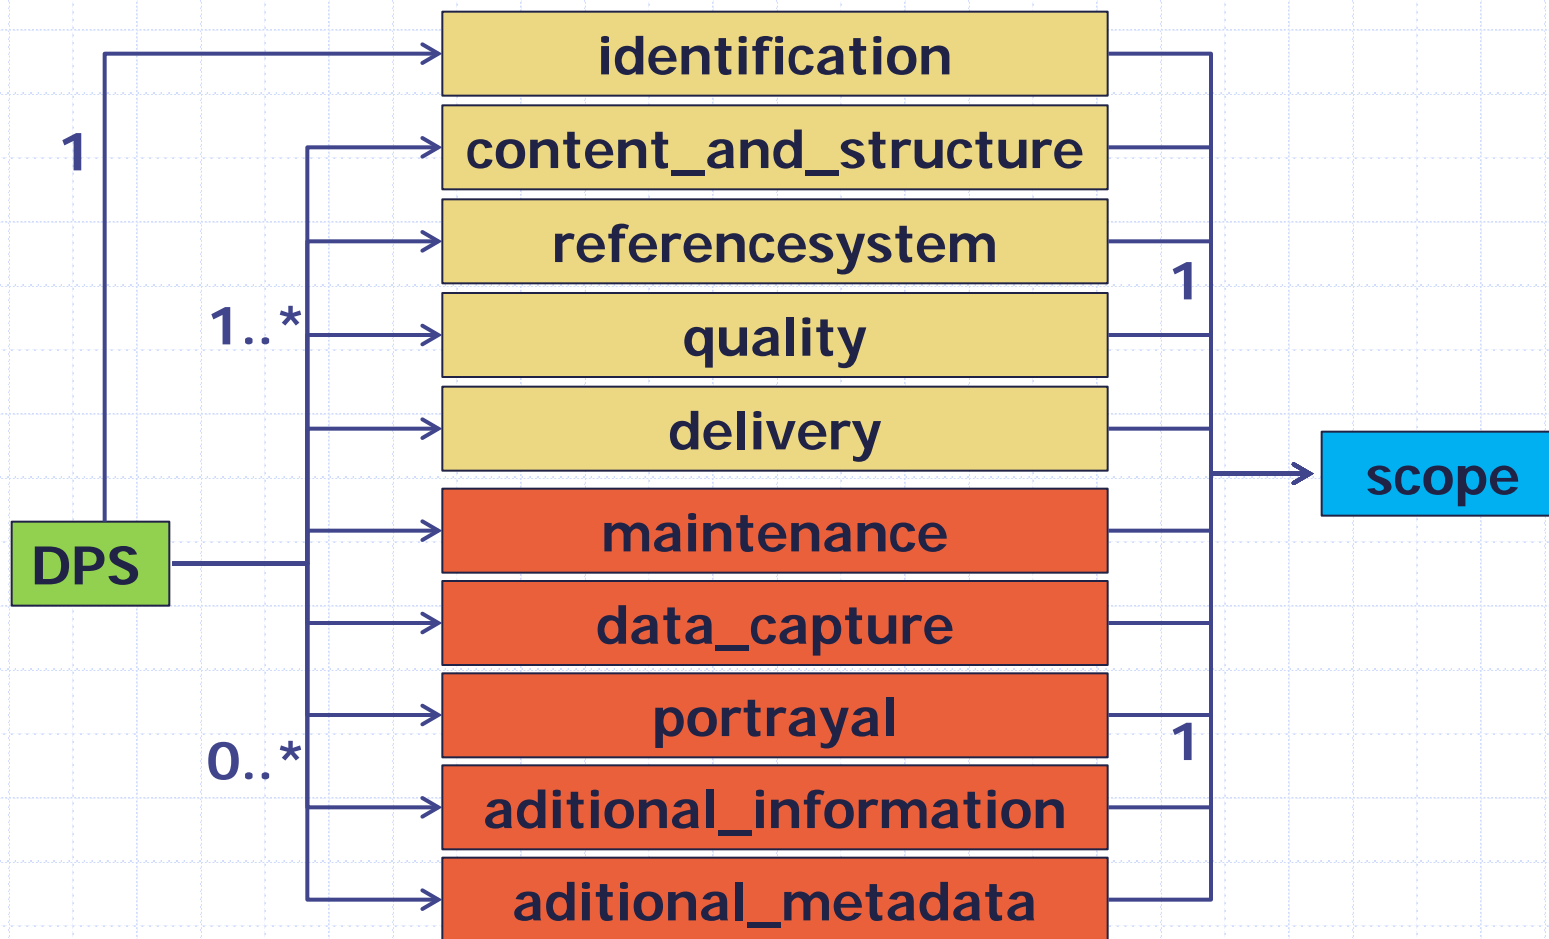 identification
1
content_and_structure
referencesystem
1
1..*
quality
delivery
scope
maintenance
DPS
data_capture
portrayal
1
0..*
aditional_information
aditional_metadata